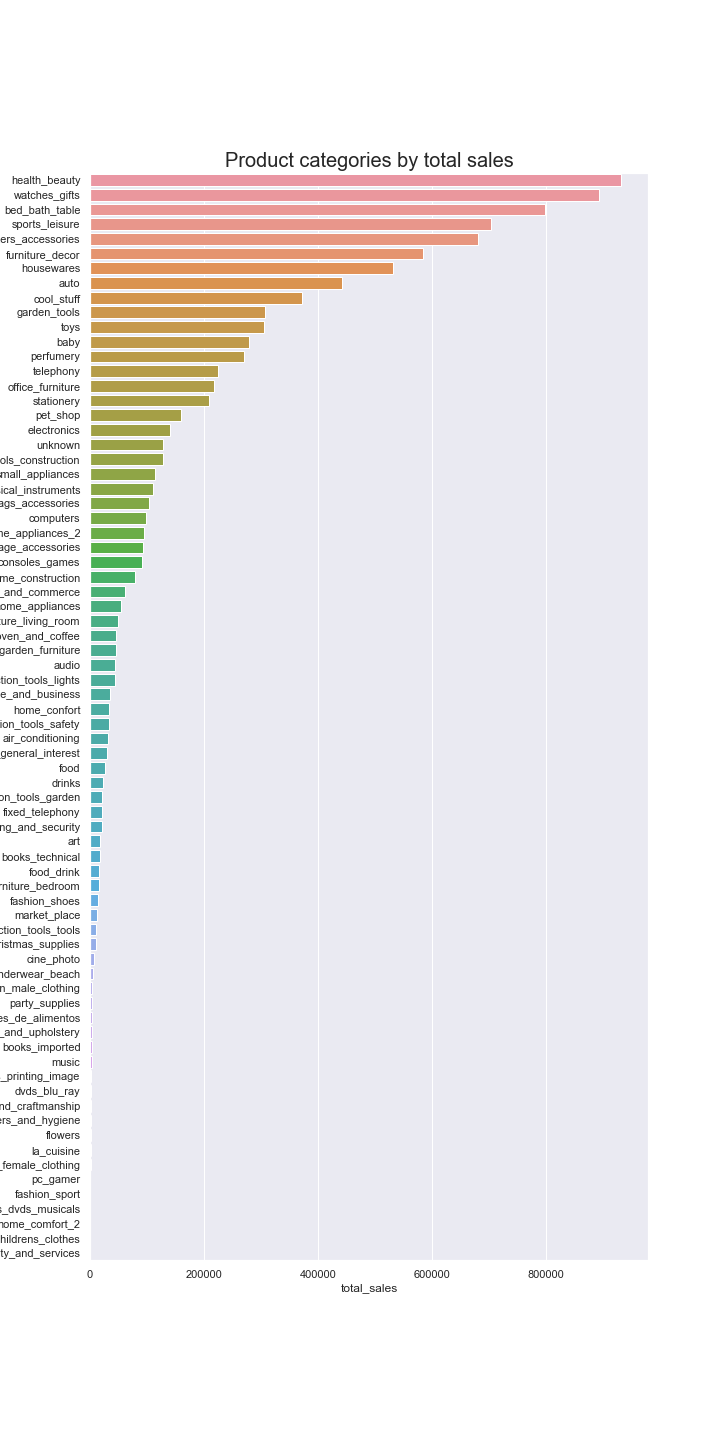 Product categories by total sales
health_beauty
watches_gifts
bed_bath_table
sports_leisure
ers_accessories
furniture_decor
housewares
auto
cool_stuff
garden_tools
toys
baby
perfumery
telephony
office_furniture
stationery
pet_shop
electronics
unknown
ols_construction
small_appliances
ical_instruments
ags_accessories
computers
ne_appliances_2
age_accessories
consoles_games
me_construction
_and_commerce
ome_appliances
ure_living_room
oven_and_coffee
garden_furniture
audio
ction_tools_lights
e_and_business
home_confort
ion_tools_safety
air_conditioning
general_interest
food
drinks
on_tools_garden
fixed_telephony
ng_and_security
art
books_technical
food_drink
rniture_bedroom
fashion_shoes
market_place
ction_tools_tools
ristmas_supplies
cine_photo
nderwear_beach
n_male_clothing
party_supplies
es_de_alimentos
_and_upholstery
books_imported
music
_printing_image
dvds_blu_ray
nd_craftmanship
ers_and_hygiene
flowers
la_cuisine
_female_clothing
pc_gamer
fashion_sport
s_dvds_musicals
home_comfort_2
hildrens_clothes
ty_and_services
0 200000 400000 600000 800000
total_sales